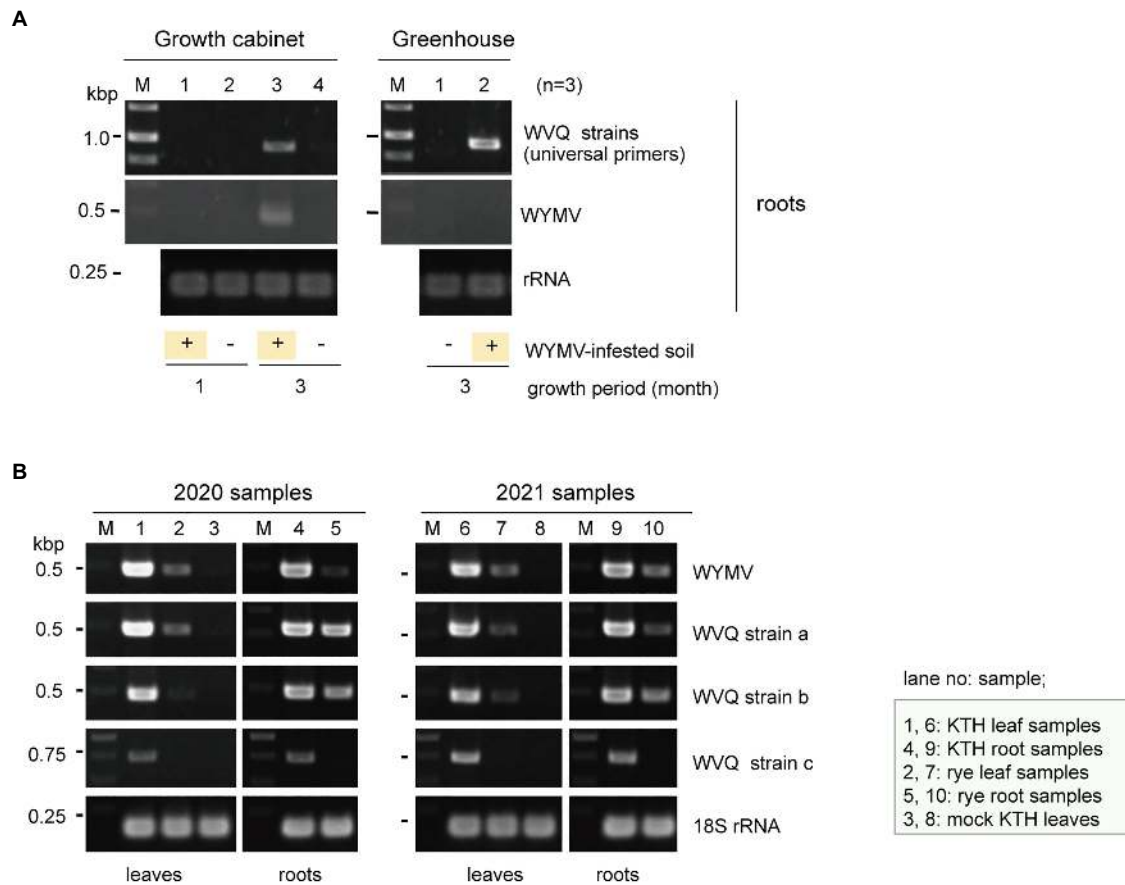 A
Growth cabinet
Greenhouse
M 1 2 3 4
M 1 2 (n=3)
kbp
1.0
WVQ strains
(universal primers)
0.5
WYMV
roots
0.25
rRNA
+ - + -
- +
WYMV-infested soil
1 3
3
growth period (month)
B
2020 samples
2021 samples
M 1 2 3 M 4 5
M 6 7 8 M 9 10
kbp
0.5
WYMV
0.5
WVQ strain a
0.5
WVQ strain b
0.75
WVQ strain c
0.25
18S rRNA
leaves roots
leaves roots
lane no: sample;
1, 6: KTH leaf samples
4, 9: KTH root samples
2, 7: rye leaf samples
5, 10: rye root samples
3, 8: mock KTH leaves